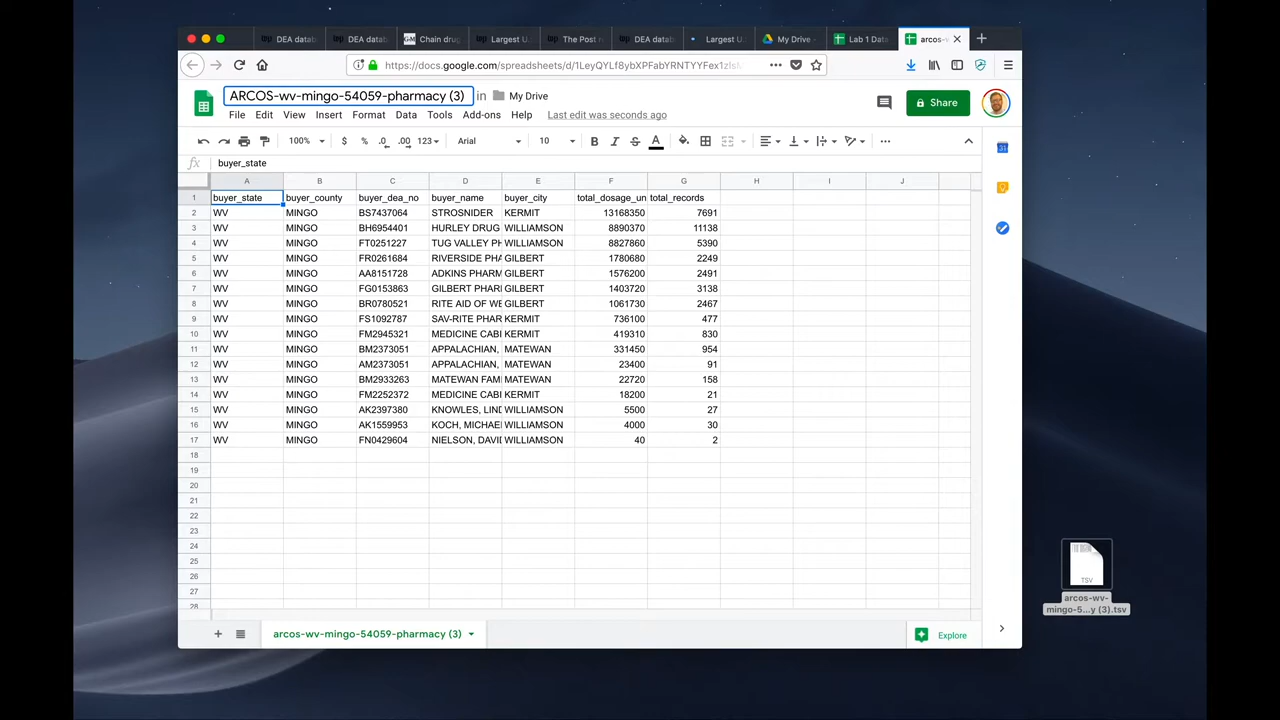 DEA datab
DEA datab
Chain drug
Largest U.
The Post r
DEA datab
Largest U
My Drive -
Lab 1 Data
arcos-w
https://docs.google.com/spreadsheets/d/1LeyQYLf8ybXPFabYRNTYYFex1zIsM
ARCOS-wv-mingo-54059-pharmacy (3) in My Drive
File Edit View Insert Format Data Tools Add-ons Help Last edit was seconds ago
Share
100% $ % .0 .00 123 Arial 10 B I S A
fx buyer_state
A B C D E F G H I J
1 buyer_state buyer_county buyer_dea_no buyer_name buyer_city total_dosage_un total_records
2 WV MINGO BS7437064 STROSNIDER KERMIT 13168350 7691
3 WV MINGO BH6954401 HURLEY DRUG WILLIAMSON 8890370 11138
4 WV MINGO FT0251227 TUG VALLEY PH WILLIAMSON 8827860 5390
5 WV MINGO FR0261684 RIVERSIDE PHA GILBERT 1780680 2249
6 WV MINGO AA8151728 ADKINS PHARM GILBERT 1576200 2491
7 WV MINGO FG0153863 GILBERT PHARI GILBERT 1403720 3138
8 WV MINGO BR0780521 RITE AID OF WE GILBERT 1061730 2467
9 WV MINGO FS1092787 SAV-RITE PHAR KERMIT 736100 477
10 WV MINGO FM2945321 MEDICINE CABI KERMIT 419310 830
11 WV MINGO BM2373051 APPALACHIAN, MATEWAN 331450 954
12 WV MINGO AM2373051 APPALACHIAN, MATEWAN 23400 91
13 WV MINGO BM2933263 MATEWAN FAM MATEWAN 22720 158
14 WV MINGO FM2252372 MEDICINE CABI KERMIT 18200 21
15 WV MINGO AK2397380 KNOWLES, LIND WILLIAMSON 5500 27
16 WV MINGO AK1559953 KOCH, MICHAEL WILLIAMSON 4000 30
17 WV MINGO FN0429604 NIELSON, DAVID WILLIAMSON 40 2
18
19
20
21
22
23
24
25
26
27
28
arcos-wv-mingo-54059-pharmacy (3)
Explore
TSV
arcos-wv-
mingo-5...y (3).tsv